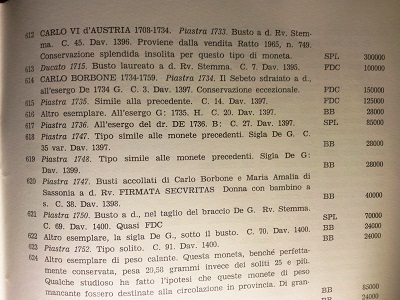 612 CARLO VI d'AUSTRIA 1708-1734. Piastra 1733. Busto a d. Rv. Stem-
ma. C. 45. Dav. 1396. Proviene dalla vendita Ratto 1965, n. 749.
Conservazione splendida insolita per questo tipo di moneta. SPL 300000
613 Ducato 1715. Busto laureato a d. Rv. Stemma. C. 7. Dav. 1395. FDC 100000
614 CARLO BORBONE 1734-1759. Piastra 1734. Il Sebeto sdraiato a d.,
all'esergo De 1734 G. C. 3. Dav. 1397. Conservazione eccezionale. FDC 150000
615 Piastra 1735. Simile alla precedente. C. 14. Dav. 1397. FDC 125000
616 Altro esemplare. All'esergo G: 1735. H. C. 20. Dav. 1397. BB 28000
617 Piastra 1736. All'esergo del dr. DE 1736. B: C. 27. Dav. 1397. SPL 85000
618 Piastra 1747. Tipo simile alle monete precedenti. Sigla De G. C.
35 var. Dav. 1397. BB 28000
619 Piastra 1748. Tipo simile alle monete precedenti. Sigla De G:
Dav. 1399. BB 28000
620 Piastra 1747. Busti accollati di Carlo Borbone e Maria Amalia di
Sassonia a d. Rv. FIRMATA SECVRITAS Donna con bambino a
s. C. 38. Dav. 1398. BB 40000
621 Piastra 1750. Busto a d., nel taglio del braccio De G. Rv. Stemma.
C. 69. Dav. 1400. Quasi FDC SPL 70000
622 Altro esemplare, la sigla De G., sotto il busto. C. 70. Dav. 1400. BB 24000
623 Piastra 1752. Tipo solito. C. 91. Dav. 1400. BB 24000
624 Altro esemplare di peso calante. Questa moneta, benché perfetta-
mente conservata, pesa 20,58 grammi invece dei soliti 25 e più.
Qualche studioso ha fatto l'ipotesi che queste monete di peso
mancante fossero destinate alla circolazione in provincia. Di gran-
BB 85000